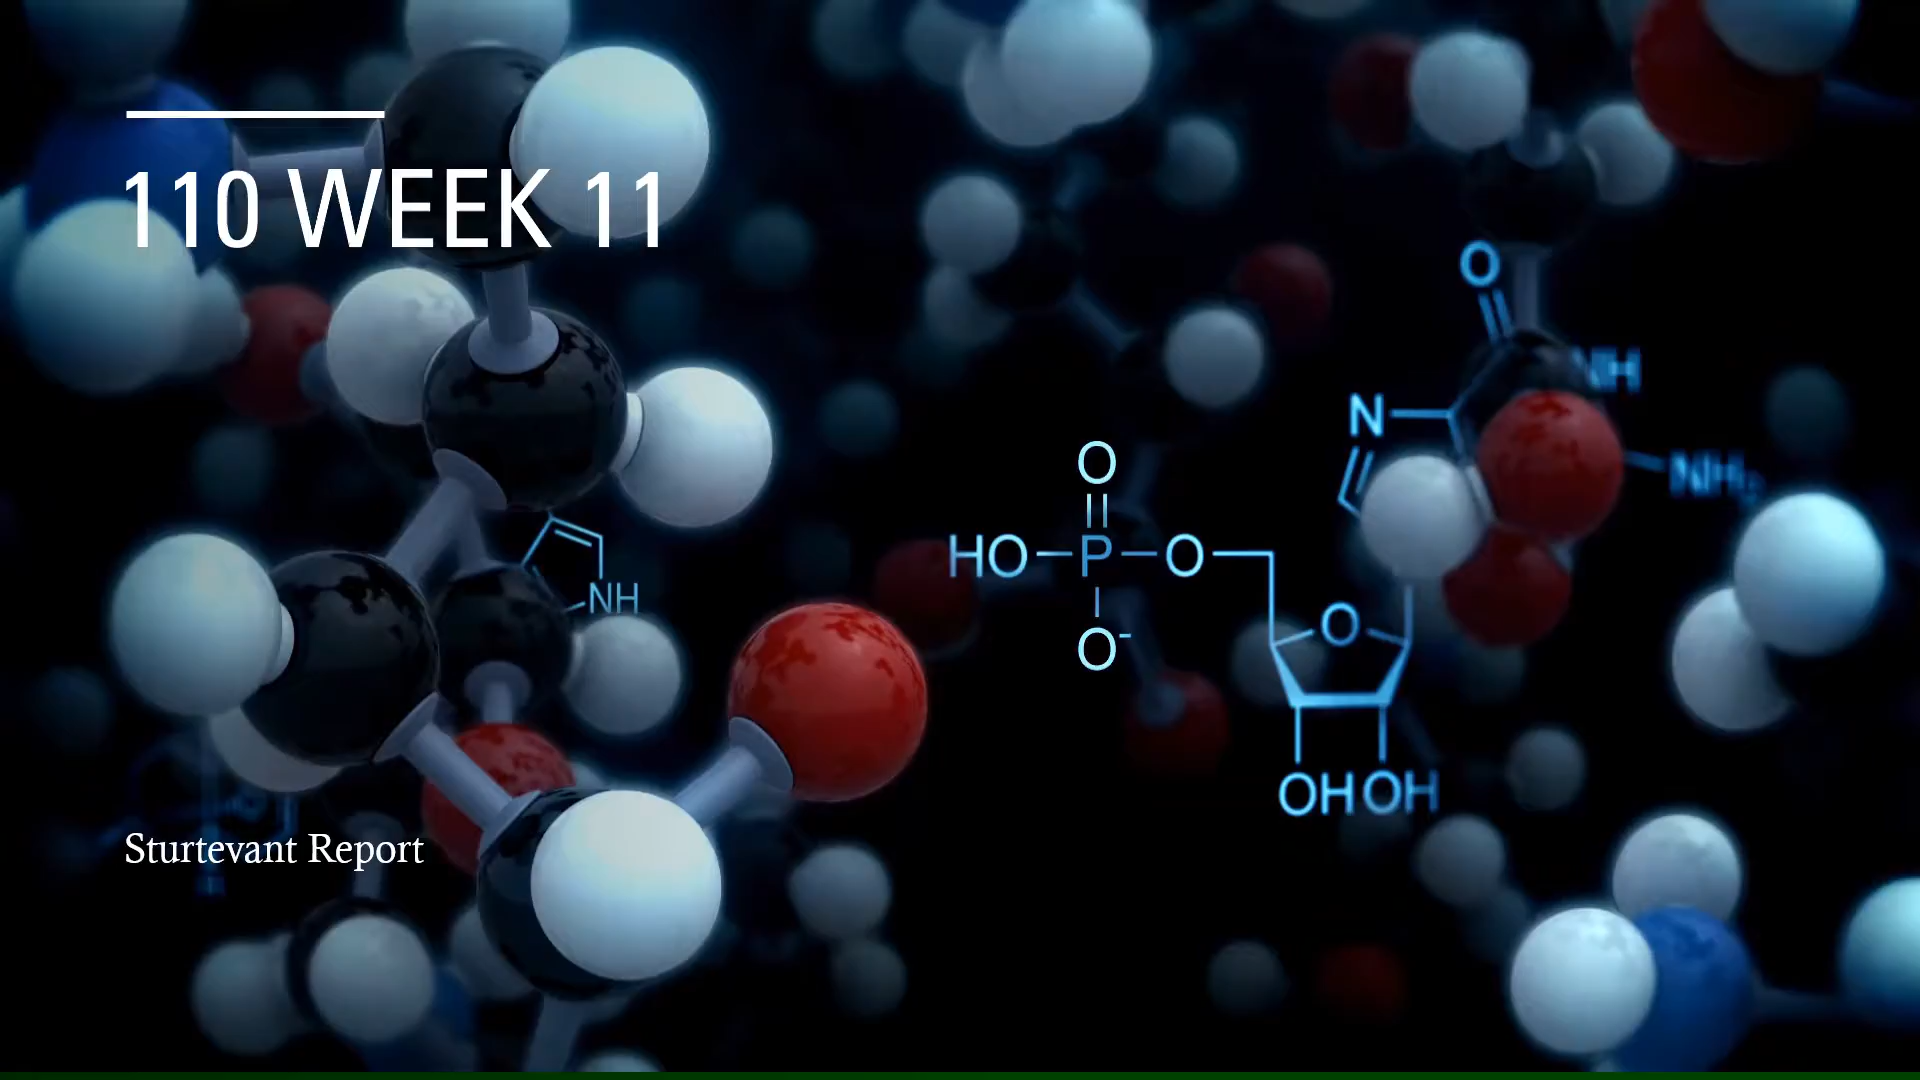 110 WEEK 11
O
NH
N
NH₂
O
HO P O
O⁻
O
OH OH
NH
Sturtevant Report